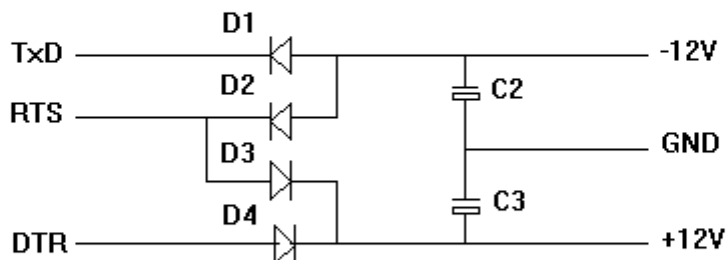 D1
TxD
-12V
D2
C2
RTS
GND
D3
C3
D4
DTR
+12V